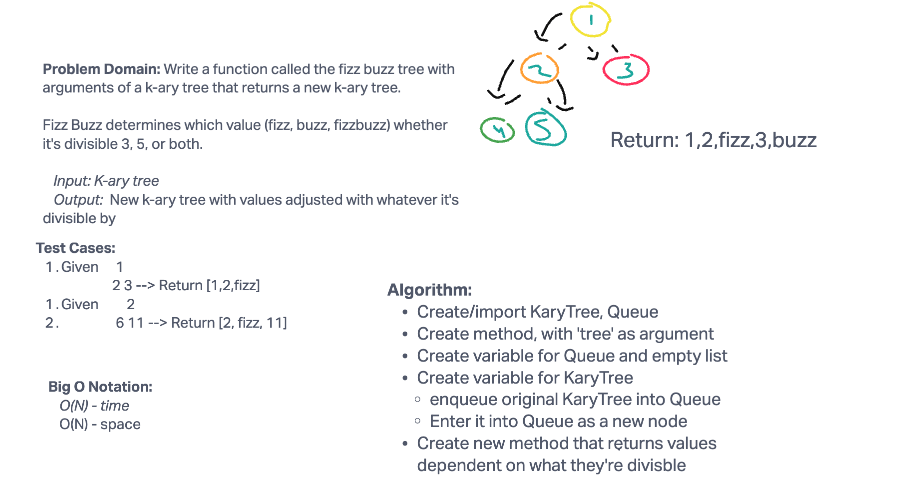 Problem Domain: Write a function called the fizz buzz tree with
arguments of a k-ary tree that returns a new k-ary tree.
Fizz Buzz determines which value (fizz, buzz, fizzbuzz) whether
it's divisible 3, 5, or both.
Input: K-ary tree
Output: New k-ary tree with values adjusted with whatever it's
divisible by
1
2
3
4
5
Return: 1,2,fizz,3,buzz
Test Cases:
1. Given 1
2 3 --> Return [1,2,fizz]
1. Given 2
2. 6 11 --> Return [2, fizz, 11]
Big O Notation:
O(N) - time
O(N) - space
Algorithm:
• Create/import KaryTree, Queue
• Create method, with 'tree' as argument
• Create variable for Queue and empty list
• Create variable for KaryTree
◦ enqueue original KaryTree into Queue
◦ Enter it into Queue as a new node
• Create new method that returns values
dependent on what they're divisble